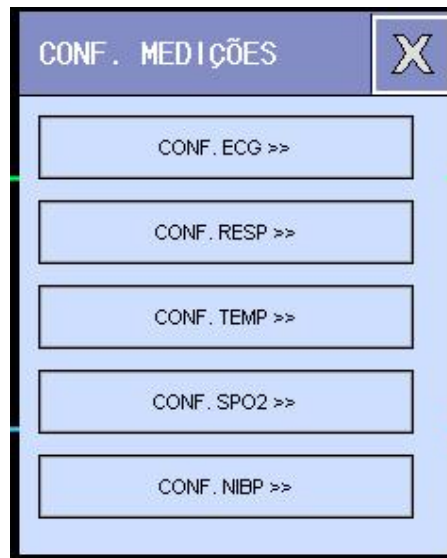 CONF. MEDIÇÕES X
CONF. ECG >>
CONF. RESP >>
CONF. TEMP >>
CONF. SPO2 >>
CONF. NIBP >>